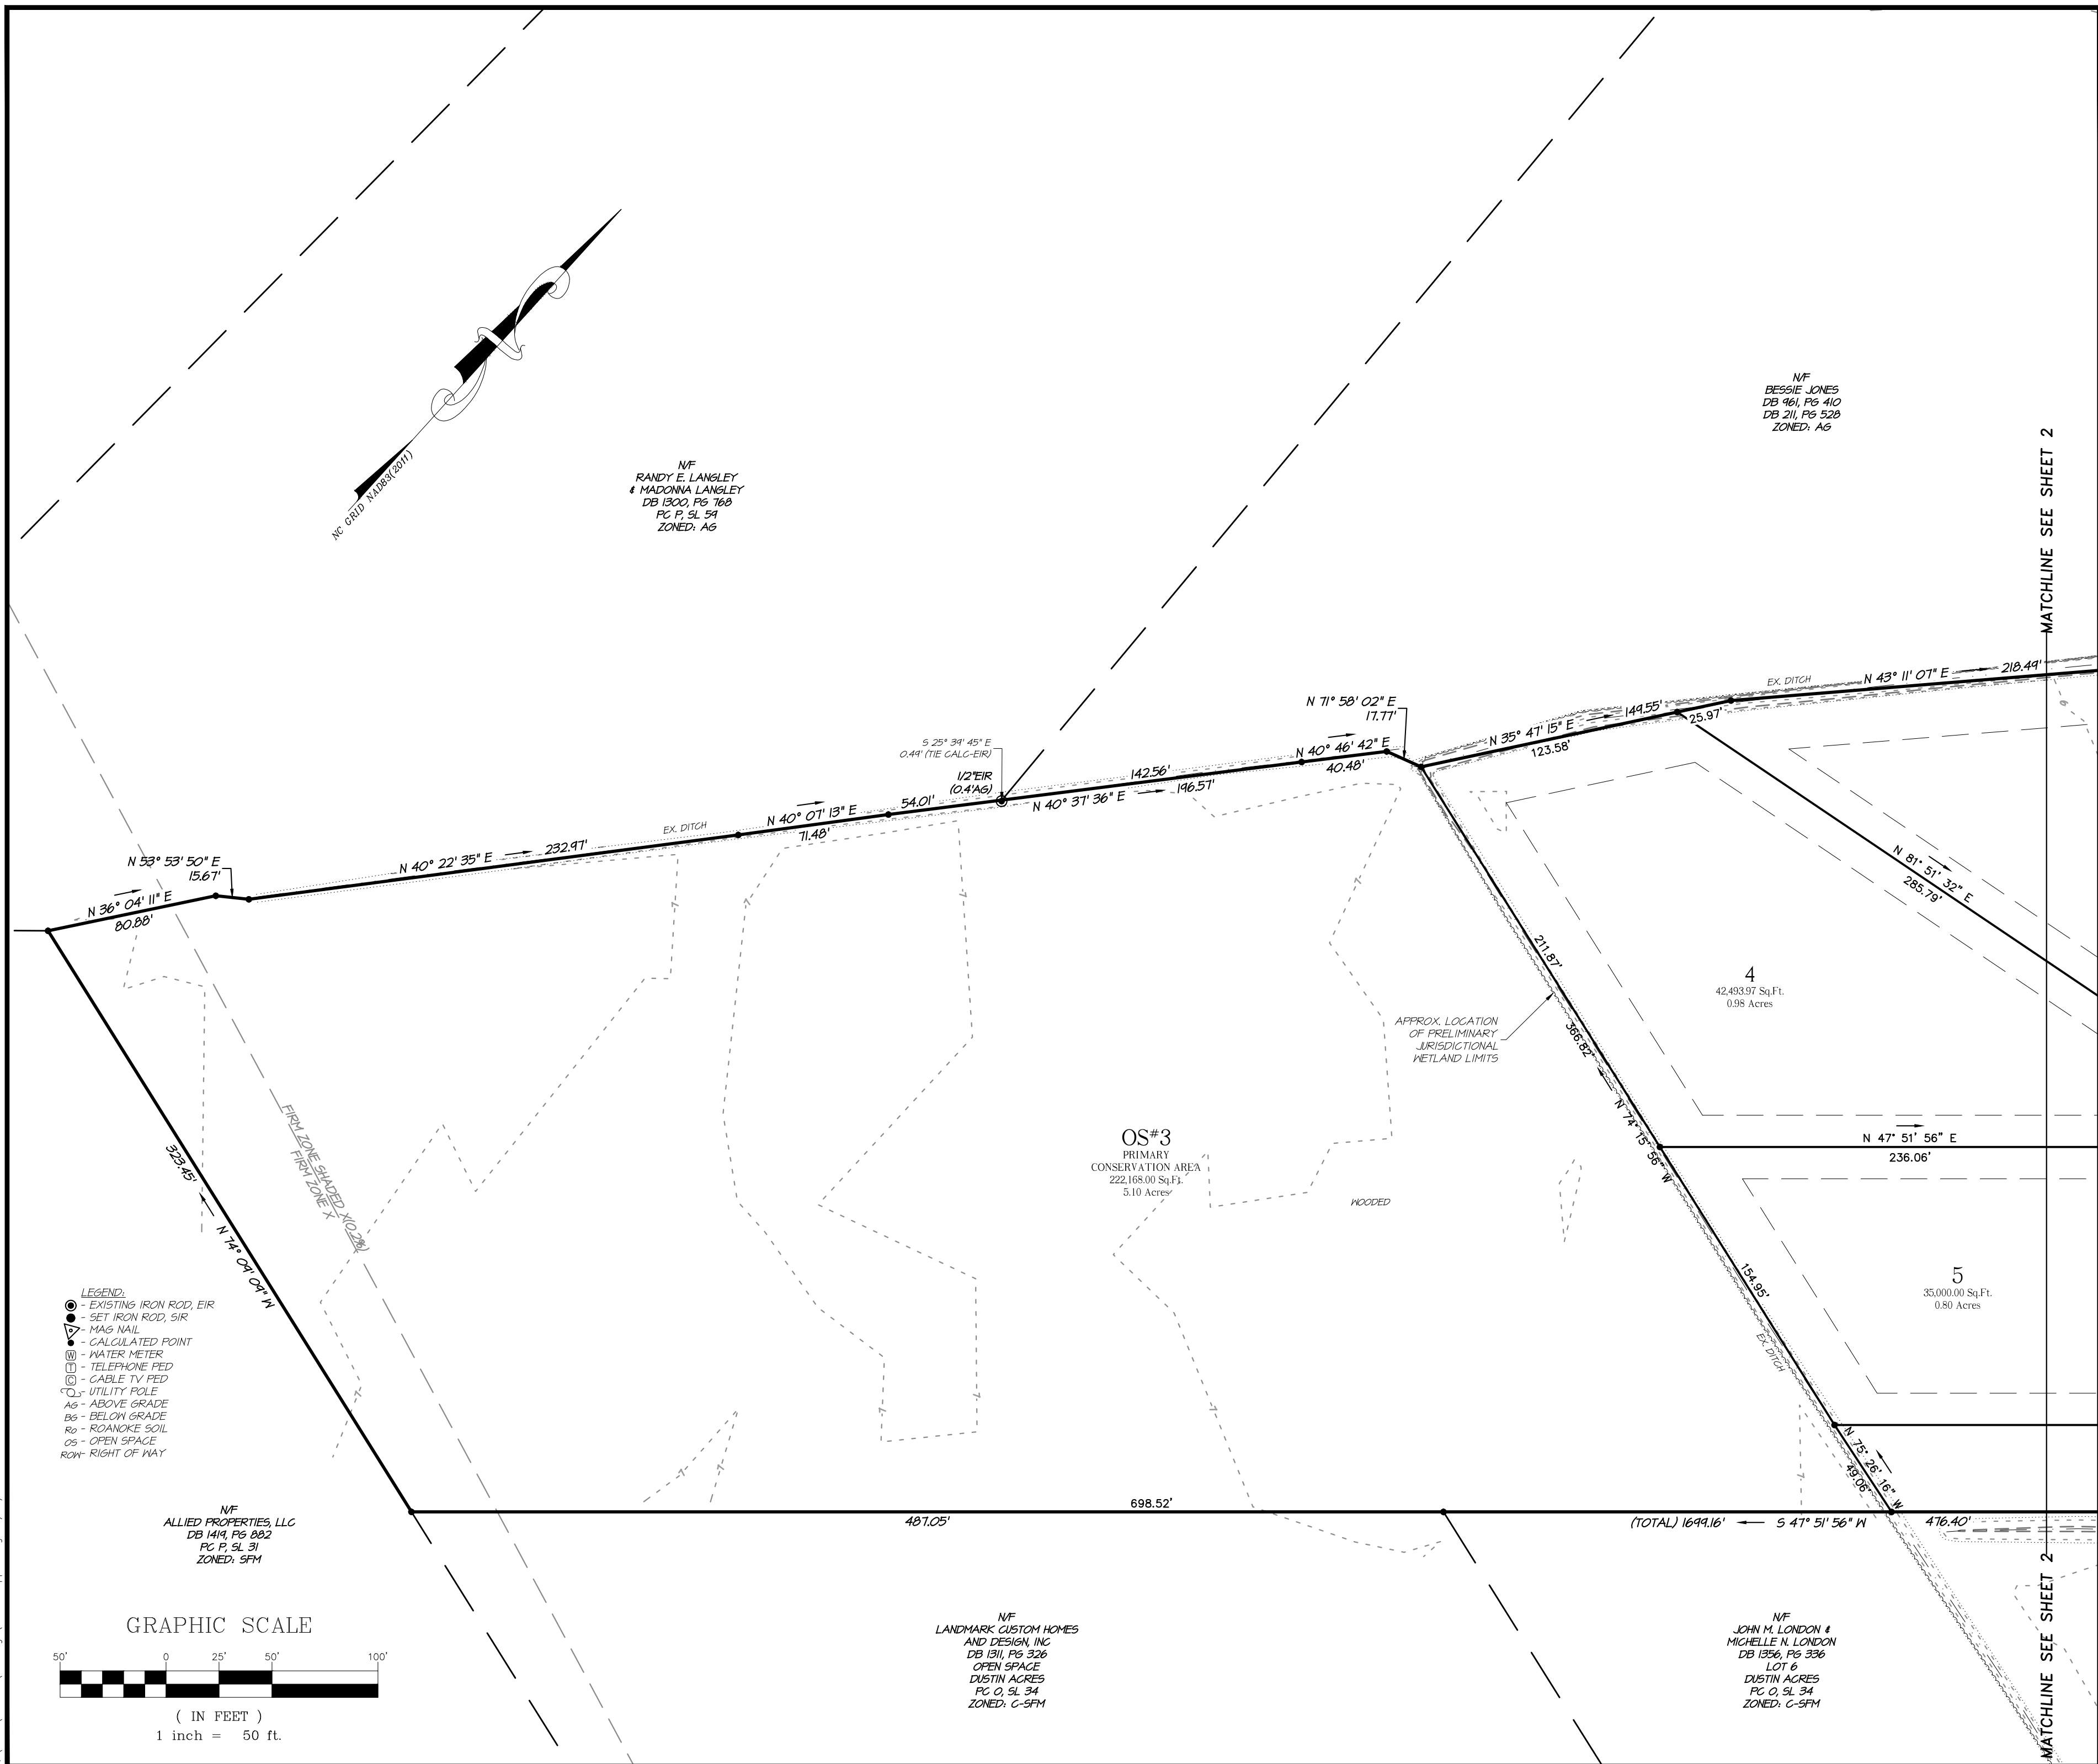 NC GRID NAD83(2011)
N/F
RANDY E. LANGLEY
& MADONNA LANGLEY
DB 1300, PG 768
PC P, SL 59
ZONED: AG
N/F
BESSIE JONES
DB 961, PG 410
DB 211, PG 528
ZONED: AG
MATCHLINE SEE SHEET 2
N 36° 04' 11" E
80.88'
N 53° 53' 50" E
15.67'
N 40° 22' 35" E
232.97'
EX. DITCH
N 40° 07' 13" E
71.48'
54.01'
S 25° 39' 45" E
0.49' (TIE CALC-EIR)
1/2"EIR
(0.4'AG)
142.56'
N 40° 37' 36" E
196.57'
N 40° 46' 42" E
40.48'
N 71° 58' 02" E
17.77'
N 35° 47' 15" E
149.55'
123.58'
25.97'
EX. DITCH
N 43° 11' 07" E
218.49'
N 81° 51' 32" E
285.79'
4
42,493.97 Sq.Ft.
0.98 Acres
211.87'
366.82'
N 74° 15' 56" W
APPROX. LOCATION
OF PRELIMINARY
JURISDICTIONAL
WETLAND LIMITS
N 47° 51' 56" E
236.06'
OS#3
PRIMARY
CONSERVATION AREA
222,168.00 Sq.Ft.
5.10 Acres
WOODED
5
35,000.00 Sq.Ft.
0.80 Acres
154.95'
EX. DITCH
N 75° 26' 16" W
49.06'
FIRM ZONE SHADED X(0.2%)
FIRM ZONE X
323.45'
N 74° 09' 09" W
LEGEND:
- EXISTING IRON ROD, EIR
- SET IRON ROD, SIR
- MAG NAIL
- CALCULATED POINT
W - WATER METER
T - TELEPHONE PED
C - CABLE TV PED
- UTILITY POLE
AG - ABOVE GRADE
BG - BELOW GRADE
Ro - ROANOKE SOIL
OS - OPEN SPACE
ROW- RIGHT OF WAY
698.52'
487.05'
(TOTAL) 1699.16'
S 47° 51' 56" W
476.40'
N/F
ALLIED PROPERTIES, LLC
DB 1419, PG 882
PC P, SL 31
ZONED: SFM
N/F
LANDMARK CUSTOM HOMES
AND DESIGN, INC
DB 1311, PG 326
OPEN SPACE
DUSTIN ACRES
PC O, SL 34
ZONED: C-SFM
N/F
JOHN M. LONDON &
MICHELLE N. LONDON
DB 1356, PG 336
LOT 6
DUSTIN ACRES
PC O, SL 34
ZONED: C-SFM
MATCHLINE SEE SHEET 2
GRAPHIC SCALE
50' 0 25' 50' 100'
( IN FEET )
1 inch = 50 ft.